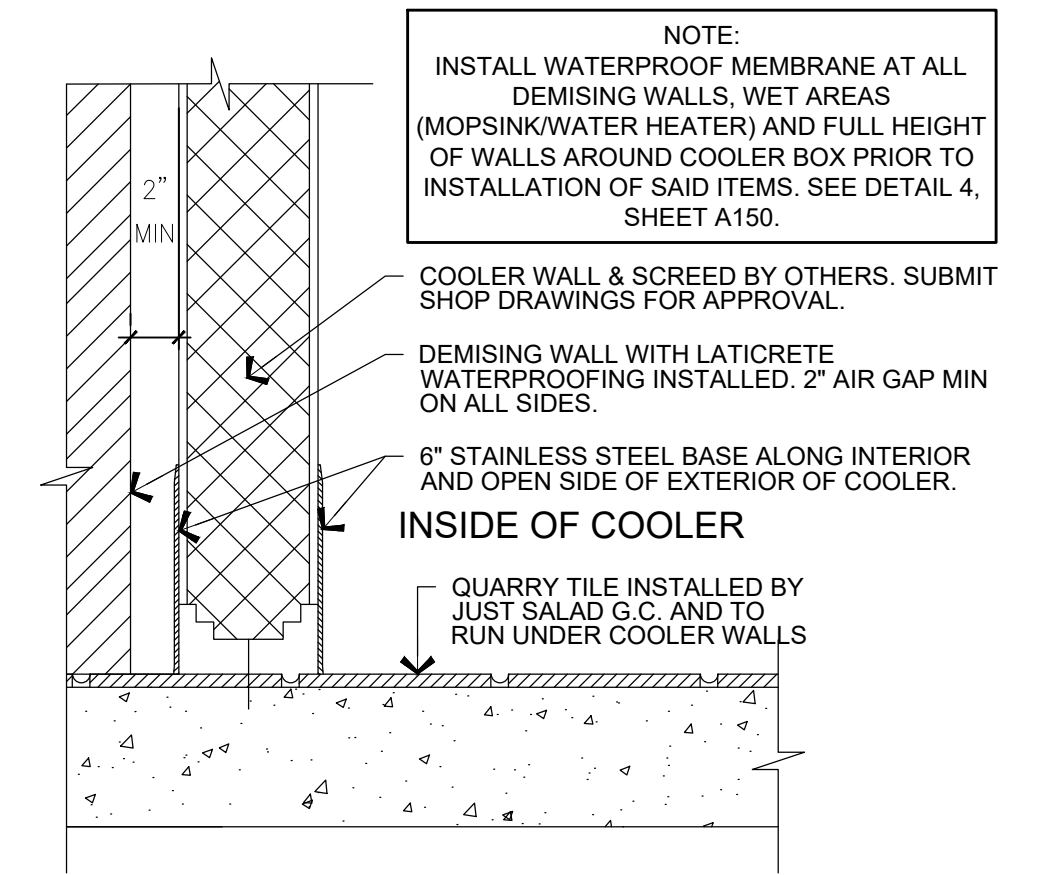 NOTE:
INSTALL WATERPROOF MEMBRANE AT ALL
DEMISING WALLS, WET AREAS
(MOPSINK/WATER HEATER) AND FULL HEIGHT
OF WALLS AROUND COOLER BOX PRIOR TO
INSTALLATION OF SAID ITEMS. SEE DETAIL 4,
SHEET A150.
2"
MIN
COOLER WALL & SCREED BY OTHERS. SUBMIT
SHOP DRAWINGS FOR APPROVAL.
DEMISING WALL WITH LATICRETE
WATERPROOFING INSTALLED. 2" AIR GAP MIN
ON ALL SIDES.
6" STAINLESS STEEL BASE ALONG INTERIOR
AND OPEN SIDE OF EXTERIOR OF COOLER.
INSIDE OF COOLER
QUARRY TILE INSTALLED BY
JUST SALAD G.C. AND TO
RUN UNDER COOLER WALLS